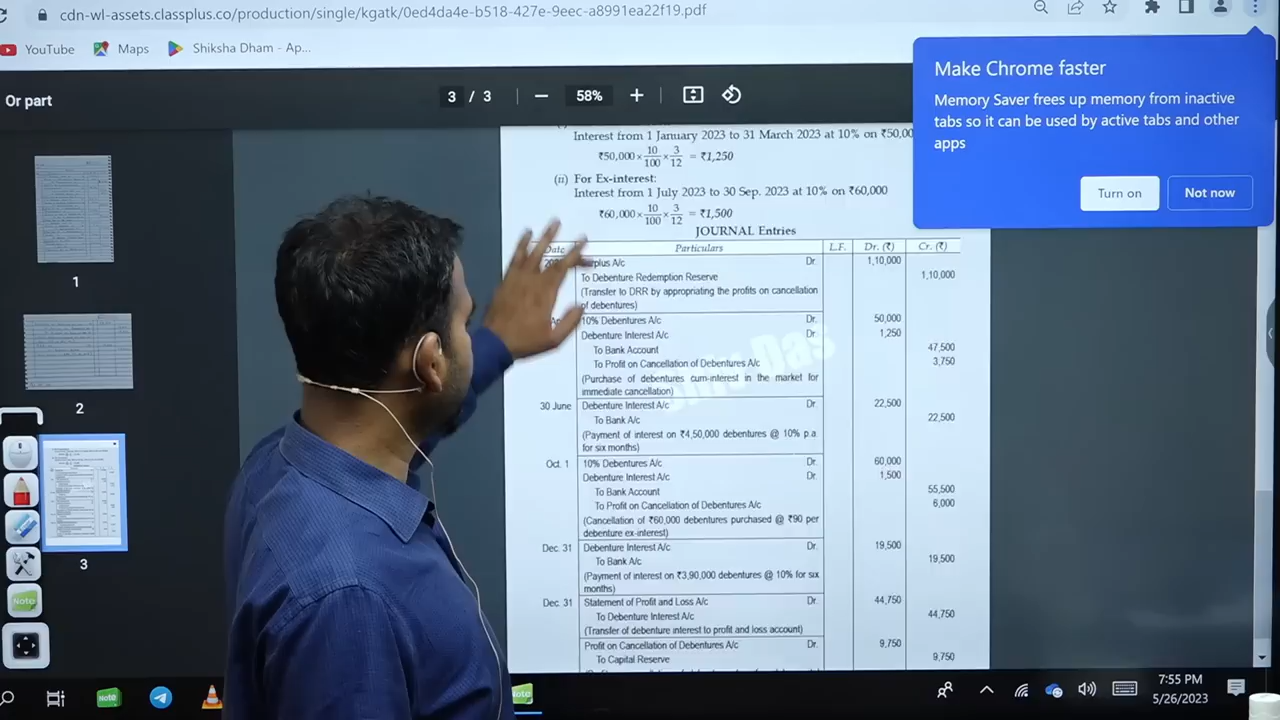 cdn-wl-assets.classplus.co/production/single/kgatk/0ed4da4e-b518-427e-9eec-a8991ea22f19.pdf
YouTube Maps Shiksha Dham - Ap...
Make Chrome faster
Memory Saver frees up memory from inactive
tabs so it can be used by active tabs and other
apps
Turn on Not now
Or part
3 / 3 58%
1
2
3
Interest from 1 January 2023 to 31 March 2023 at 10% on ₹50,00
₹50,000 × 10/100 × 3/12 = ₹1,250
(ii) For Ex-interest:
Interest from 1 July 2023 to 30 Sep. 2023 at 10% on ₹60,000
₹60,000 × 10/100 × 3/12 = ₹1,500
JOURNAL Entries
Date Particulars L.F. Dr. (₹) Cr. (₹)
Surplus A/c Dr. 1,10,000
To Debenture Redemption Reserve 1,10,000
(Transfer to DRR by appropriating the profits on cancellation
of debentures)
10% Debentures A/c Dr. 50,000
Debenture Interest A/c Dr. 1,250
To Bank Account 47,500
To Profit on Cancellation of Debentures A/c 3,750
(Purchase of debentures cum-interest in the market for
immediate cancellation)
30 June Debenture Interest A/c Dr. 22,500
To Bank A/c 22,500
(Payment of interest on ₹4,50,000 debentures @ 10% p.a.
for six months)
Oct. 1 10% Debentures A/c Dr. 60,000
Debenture Interest A/c Dr. 1,500
To Bank Account 55,500
To Profit on Cancellation of Debentures A/c 6,000
(Cancellation of ₹60,000 debentures purchased @ ₹90 per
debenture ex-interest)
Dec. 31 Debenture Interest A/c Dr. 19,500
To Bank A/c 19,500
(Payment of interest on ₹3,90,000 debentures @ 10% for six
months)
Dec. 31 Statement of Profit and Loss A/c Dr. 44,750
To Debenture Interest A/c 44,750
(Transfer of debenture interest to profit and loss account)
Profit on Cancellation of Debentures A/c Dr. 9,750
To Capital Reserve 9,750
Note
Note
Note
7:55 PM
5/26/2023